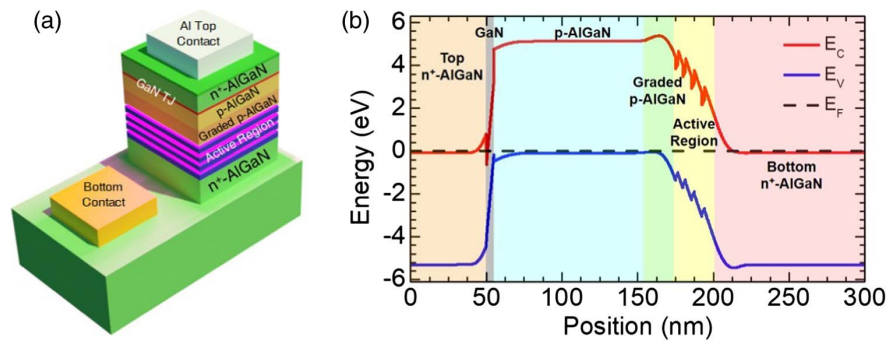 (a)
Al Top
Contact
n⁺-AlGaN
GaN TJ
p-AlGaN
Graded p-AlGaN
Active Region
n⁺-AlGaN
Bottom
Contact
(b)
Energy (eV)
6
4
2
0
-2
-4
-6
GaN
p-AlGaN
Top
n⁺-AlGaN
Graded
p-AlGaN
Active
Region
Bottom
n⁺-AlGaN
E_C
E_V
E_F
0 50 100 150 200 250 300
Position (nm)